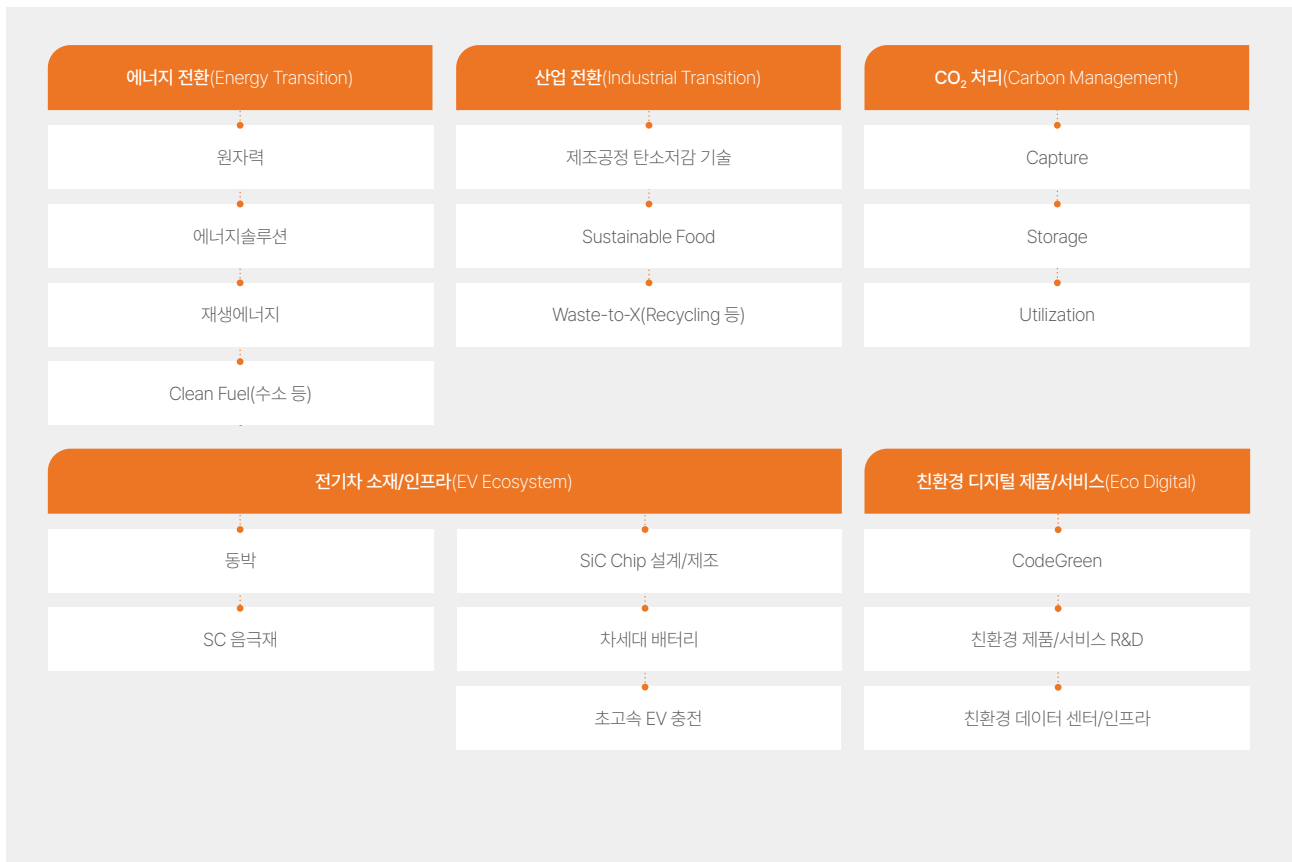 에너지 전환(Energy Transition)
원자력
에너지솔루션
재생에너지
Clean Fuel(수소 등)
산업 전환(Industrial Transition)
제조공정 탄소저감 기술
Sustainable Food
Waste-to-X(Recycling 등)
CO₂ 처리(Carbon Management)
Capture
Storage
Utilization
전기차 소재/인프라(EV Ecosystem)
동박
SC 음극재
SiC Chip 설계/제조
차세대 배터리
초고속 EV 충전
친환경 디지털 제품/서비스(Eco Digital)
CodeGreen
친환경 제품/서비스 R&D
친환경 데이터 센터/인프라